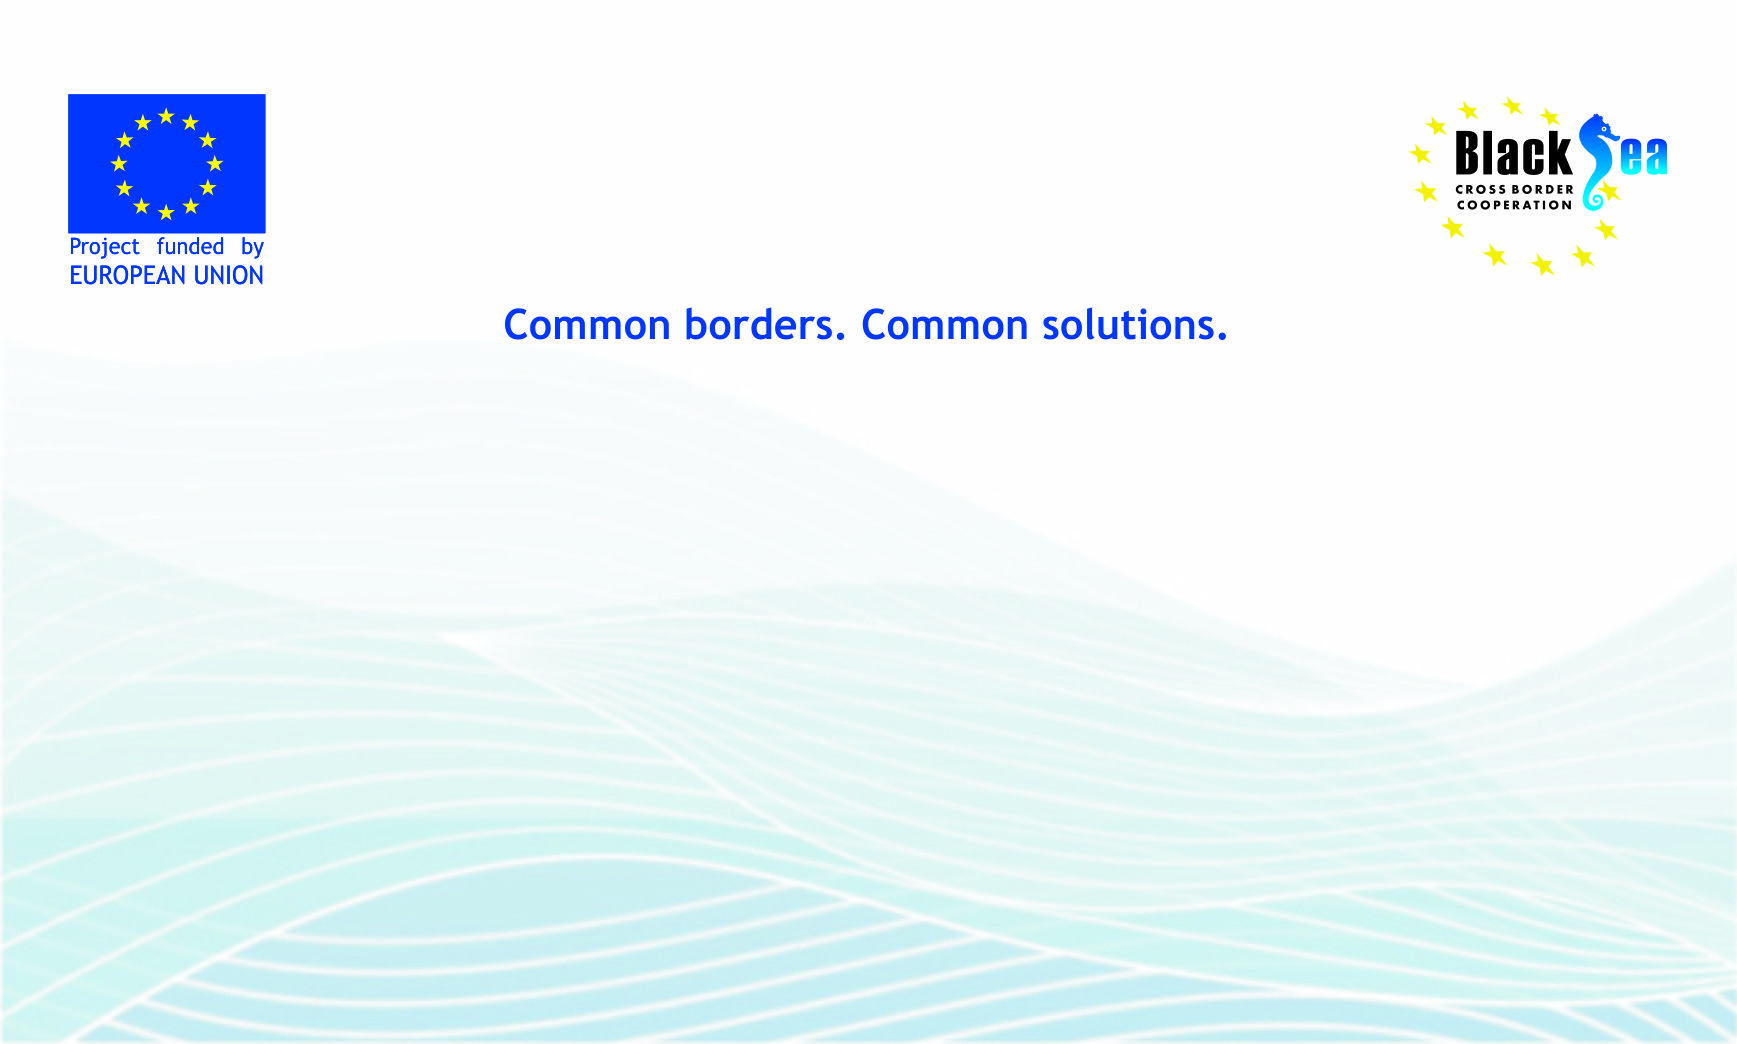 Project funded by
EUROPEAN UNION
Black Sea
CROSS BORDER
COOPERATION
Common borders. Common solutions.